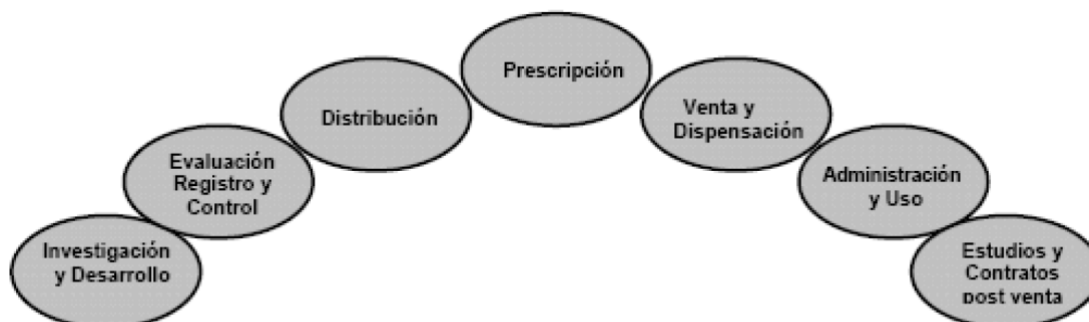 Investigación
y Desarrollo
Evaluación
Registro y
Control
Distribución
Prescripción
Venta y
Dispensación
Administración
y Uso
Estudios y
Contratos
post venta